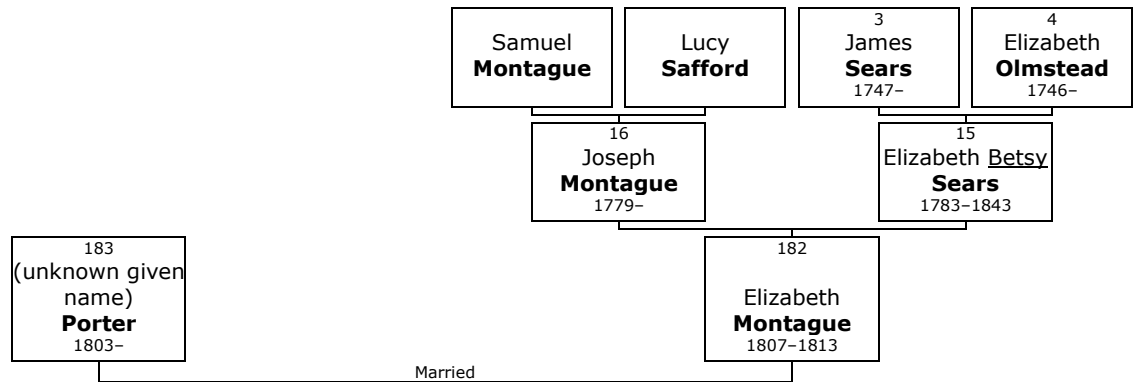 Samuel
Montague
Lucy
Safford
3
James
Sears
1747–
4
Elizabeth
Olmstead
1746–
16
Joseph
Montague
1779–
15
Elizabeth Betsy
Sears
1783–1843
183
(unknown given
name)
Porter
1803–
182
Elizabeth
Montague
1807–1813
Married